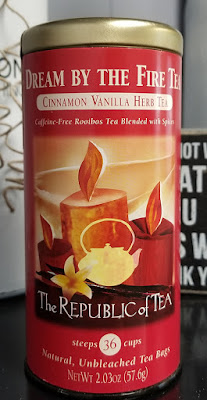 DREAM BY THE FIRE TEA
CINNAMON VANILLA HERB TEA
Caffeine-Free Rooibos Tea Blended with Spices
THE REPUBLIC of TEA
steeps 36 cups
Natural, Unbleached Tea Bags
NET WT 2.03oz (57.6g)